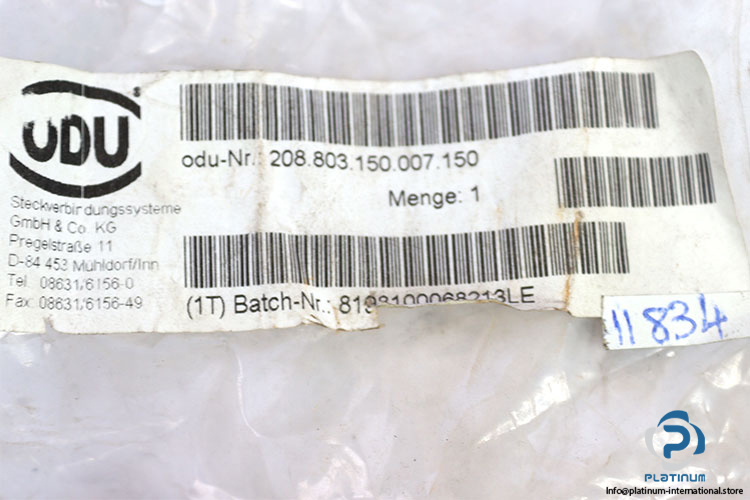 ODU
®
Steckverbindungssysteme
GmbH & Co. KG
Pregelstraße 11
D-84 453 Mühldorf/Inn
Tel. 08631/6156-0
Fax: 08631/6156-49
odu-Nr.: 208.803.150.007.150
Menge: 1
(1T) Batch-Nr.:
11834
PLATINUM
Info@platinum-international.store